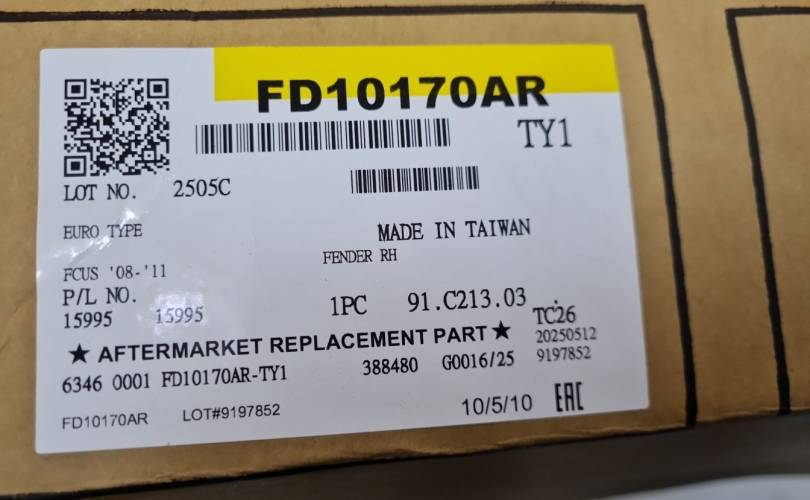 FD10170AR
TY1
LOT NO. 2505C
EURO TYPE
MADE IN TAIWAN
FENDER RH
FCUS '08-'11
P/L NO.
15995 15995
1PC 91.C213.03
TC26
★ AFTERMARKET REPLACEMENT PART ★
20250512
6346 0001 FD10170AR-TY1 388480 G0016/25 9197852
FD10170AR LOT#9197852 10/5/10 EAC